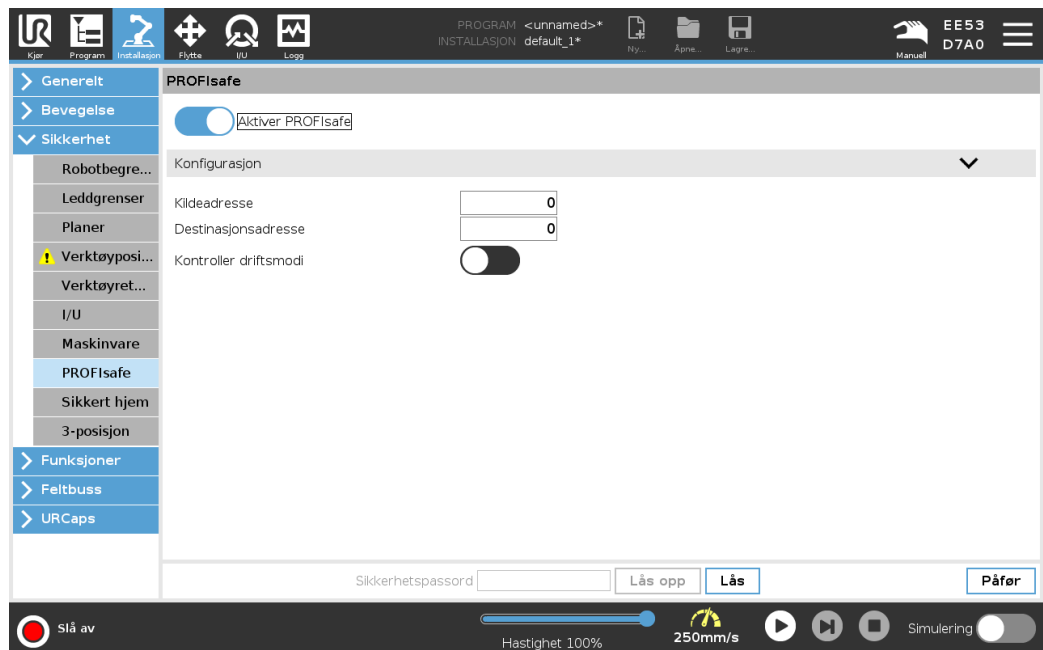 UR
PROGRAM <unnamed>*
INSTALLASJON default_1*
Kjør Program Installasjon Flytte I/U Logg
Ny... Åpne... Lagre...
Manuell
EE53
D7A0
Generelt
Bevegelse
Sikkerhet
Robotbegre...
Leddgrenser
Planer
Verktøyposi...
Verktøyret...
I/U
Maskinvare
PROFIsafe
Sikkert hjem
3-posisjon
Funksjoner
Feltbuss
URCaps
PROFIsafe
Aktiver PROFIsafe
Konfigurasjon
Kildeadresse 0
Destinasjonsadresse 0
Kontroller driftsmodi
Sikkerhetspassord Lås opp Lås Påfør
Slå av
Hastighet 100%
250mm/s
Simulering